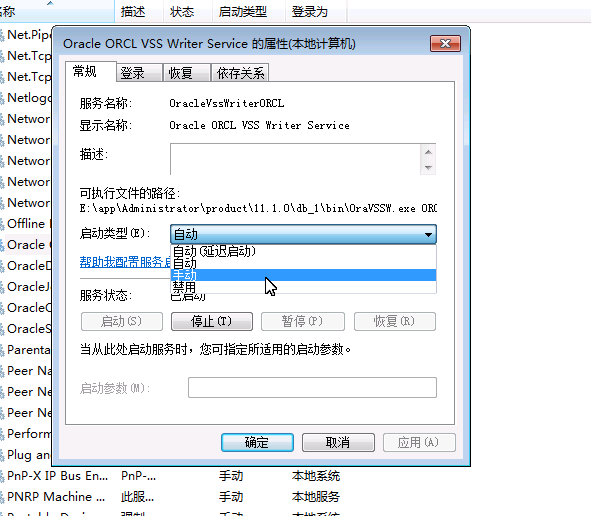 名称 描述 状态 启动类型 登录为
Net.Pipe
Net.Tcp
Net.Tcp
Netlogo
Network
Network
Network
Network
Network
Offline
Oracle
OracleD
OracleJ
OracleO
OracleS
Parenta
Peer Na
Peer Ne
Peer Ne
Perform
Plug an
PnP-X IP Bus En... PnP-... 手动 本地系统
PNRP Machine ... 此服... 手动 本地服务
Oracle ORCL VSS Writer Service 的属性(本地计算机)
常规 登录 恢复 依存关系
服务名称: OracleVssWriterORCL
显示名称: Oracle ORCL VSS Writer Service
描述:
可执行文件的路径:
E:\app\Administrator\product\11.1.0\db_1\bin\OraVSSW.exe ORC
启动类型(E): 自动
自动(延迟启动)
帮助我配置服务启 自动
手动
禁用
服务状态: 已启动
启动(S) 停止(T) 暂停(P) 恢复(R)
当从此处启动服务时，您可指定所适用的启动参数。
启动参数(M):
确定 取消 应用(A)